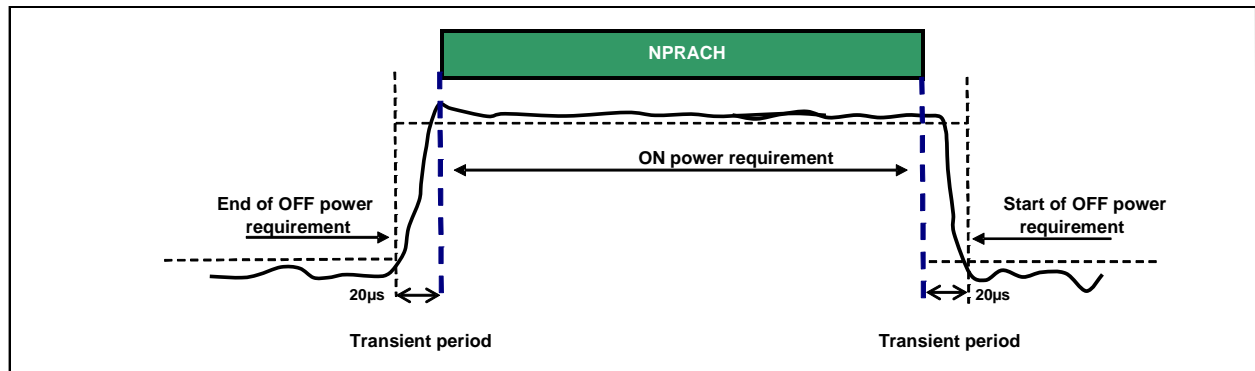 NPRACH
ON power requirement
End of OFF power
requirement
Start of OFF power
requirement
20µs
20µs
Transient period
Transient period